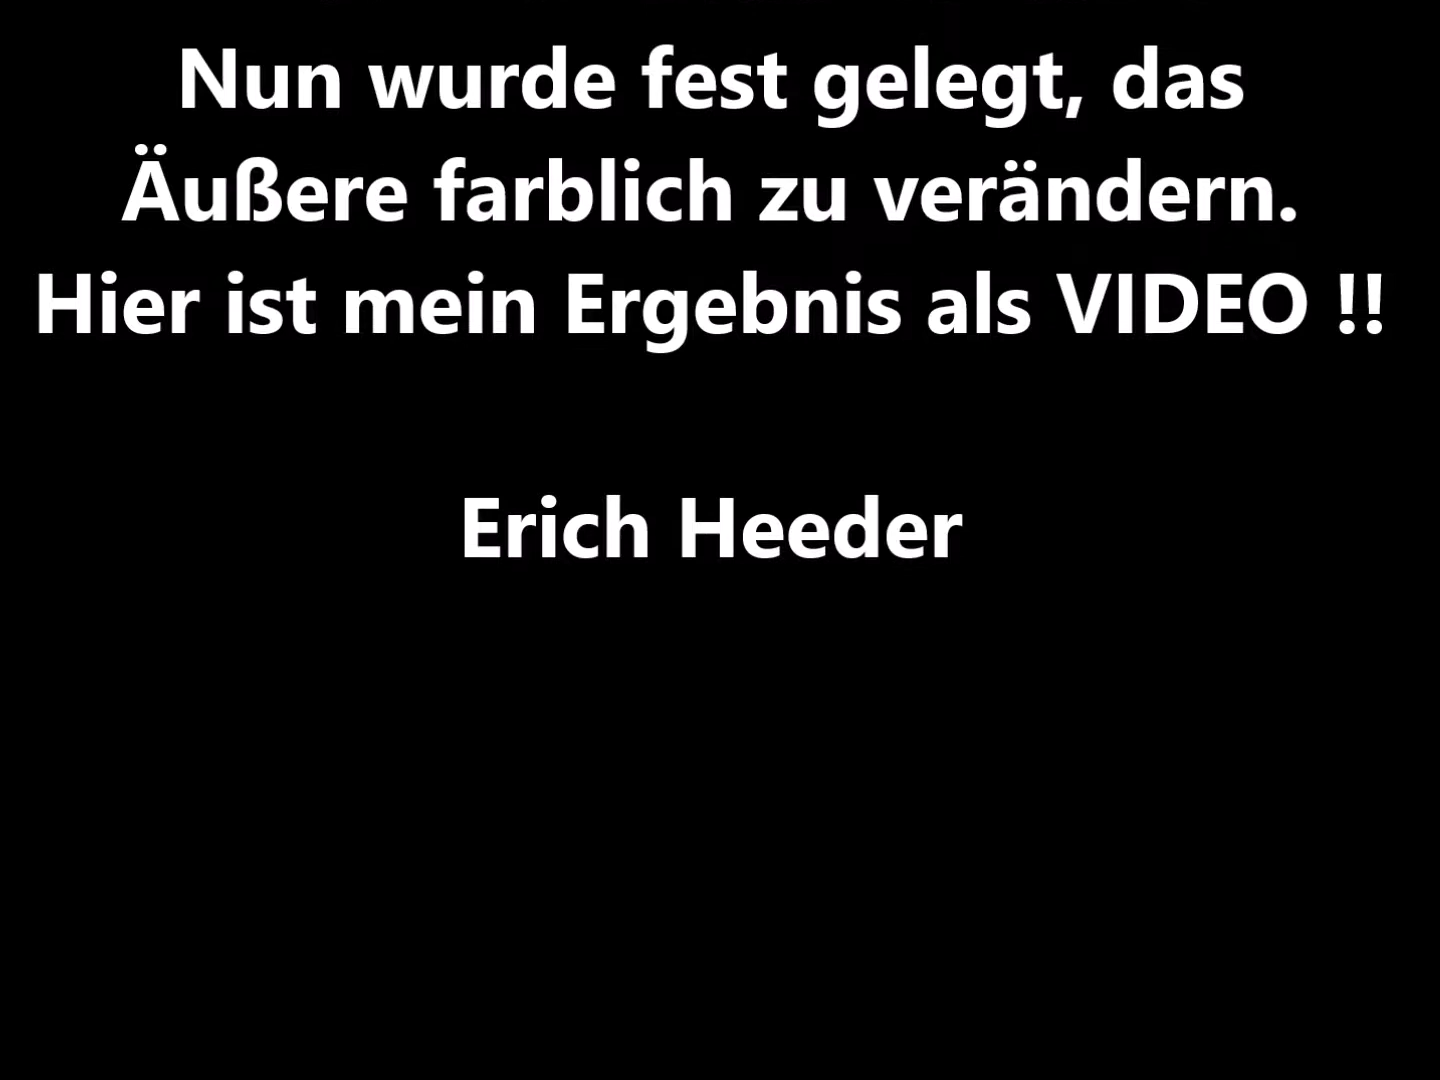 Nun wurde fest gelegt, das
Äußere farblich zu verändern.
Hier ist mein Ergebnis als VIDEO !!
Erich Heeder